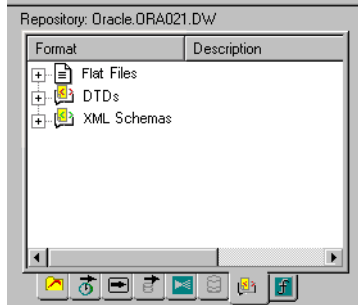 Repository: Oracle.ORA021.DW
Format Description
Flat Files
DTDs
XML Schemas